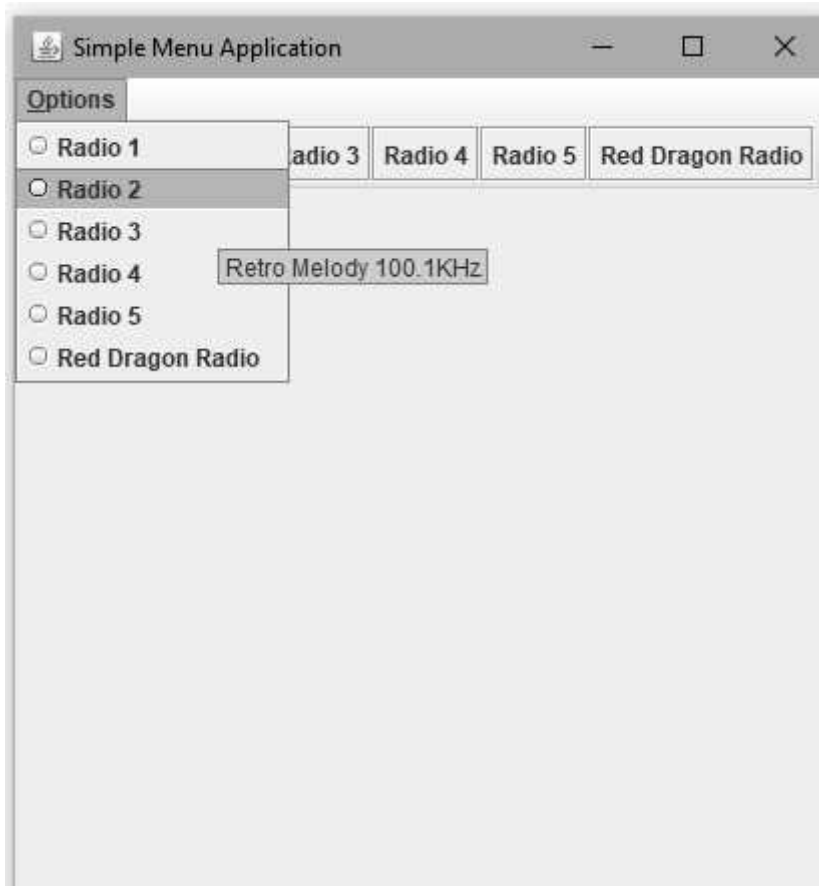 Simple Menu Application
Options
Radio 1
adio 3 Radio 4 Radio 5 Red Dragon Radio
Radio 2
Radio 3
Retro Melody 100.1KHz
Radio 4
Radio 5
Red Dragon Radio